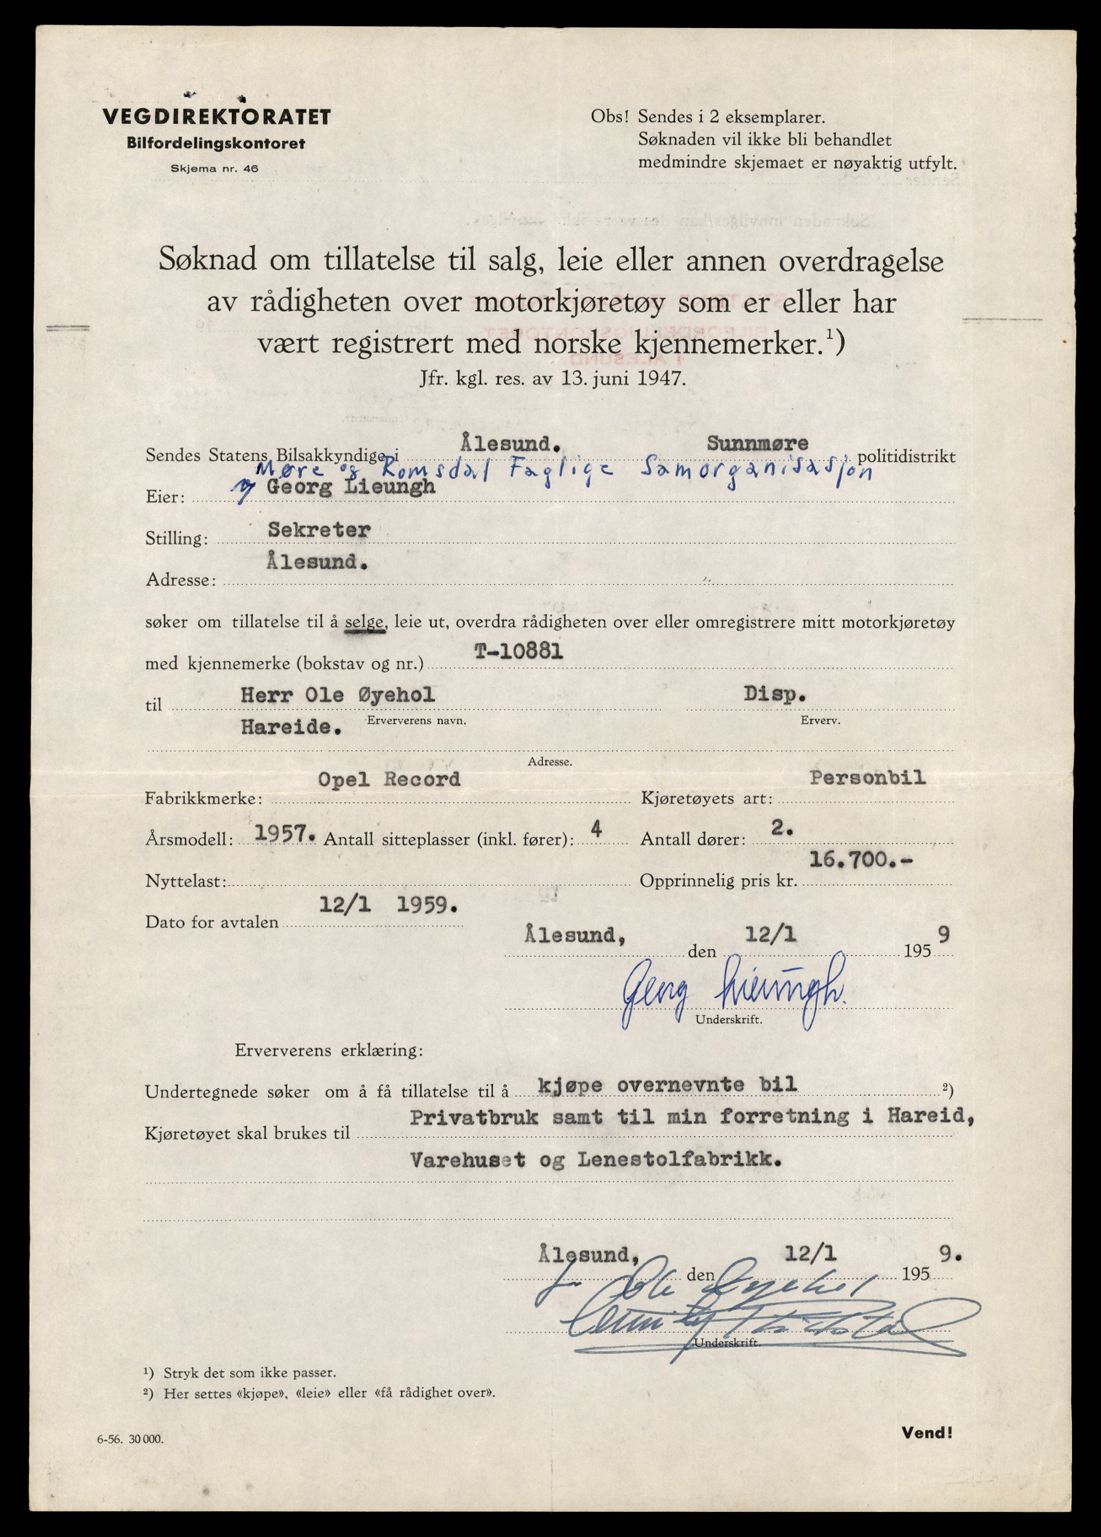 VEGDIREKTORATET
Bilfordelingskontoret
Skjema nr. 46
Obs! Sendes i 2 eksemplarer.
Søknaden vil ikke bli behandlet
medmindre skjemaet er nøyaktig utfylt.
Søknad om tillatelse til salg, leie eller annen overdragelse
av rådigheten over motorkjøretøy som er eller har
vært registrert med norske kjennemerker.¹)
Jfr. kgl. res. av 13. juni 1947.
Sendes Statens Bilsakkyndige i Ålesund. Sunnmøre politidistrikt
Møre og Romsdal Faglige Samorganisasjon
Eier: Georg Lieungh
Stilling: Sekreter
Adresse: Ålesund.
søker om tillatelse til å selge, leie ut, overdra rådigheten over eller omregistrere mitt motorkjøretøy
med kjennemerke (bokstav og nr.) T-10881
til Herr Ole Øyehol Disp.
Hareide. Erververens navn. Erverv.
Adresse.
Fabrikkmerke: Opel Record Kjøretøyets art: Personbil
Årsmodell: 1957. Antall sitteplasser (inkl. fører): 4 Antall dører: 2.
Nyttelast: Opprinnelig pris kr. 16.700.-
Dato for avtalen 12/1 1959.
Ålesund, den 12/1 1959
Georg Lieungh.
Underskrift.
Erververens erklæring:
Undertegnede søker om å få tillatelse til å kjøpe overnevnte bil ²)
Kjøretøyet skal brukes til Privatbruk samt til min forretning i Hareid,
Varehuset og Lenestolfabrikk.
Ålesund, den 12/1 1959.
Ole Øyehol
Underskrift.
¹) Stryk det som ikke passer.
²) Her settes «kjøpe», «leie» eller «få rådighet over».
6-56. 30 000.
Vend!